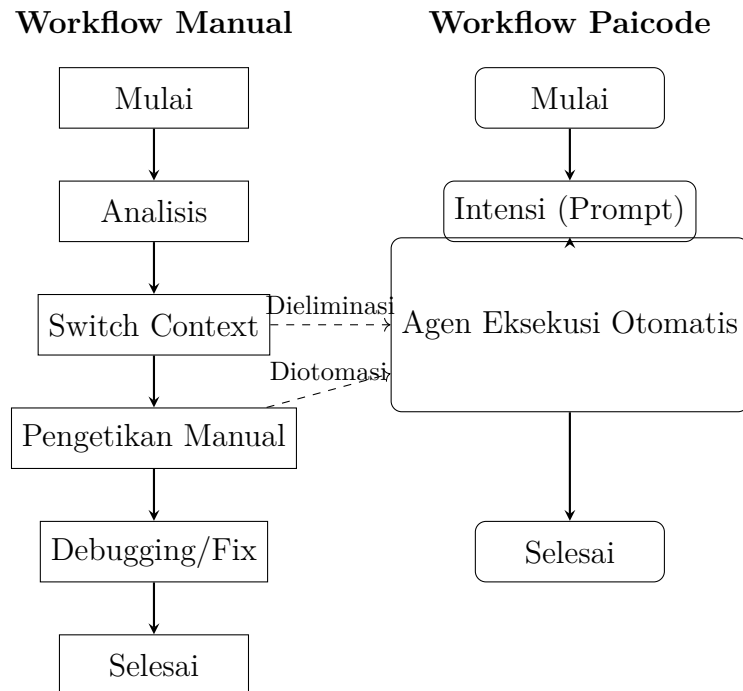 Workflow Manual
Workflow Paicode
Mulai
Mulai
Analisis
Intensi (Prompt)
Switch Context
Dieliminasi
Agen Eksekusi Otomatis
Diotomasi
Pengetikan Manual
Debugging/Fix
Selesai
Selesai